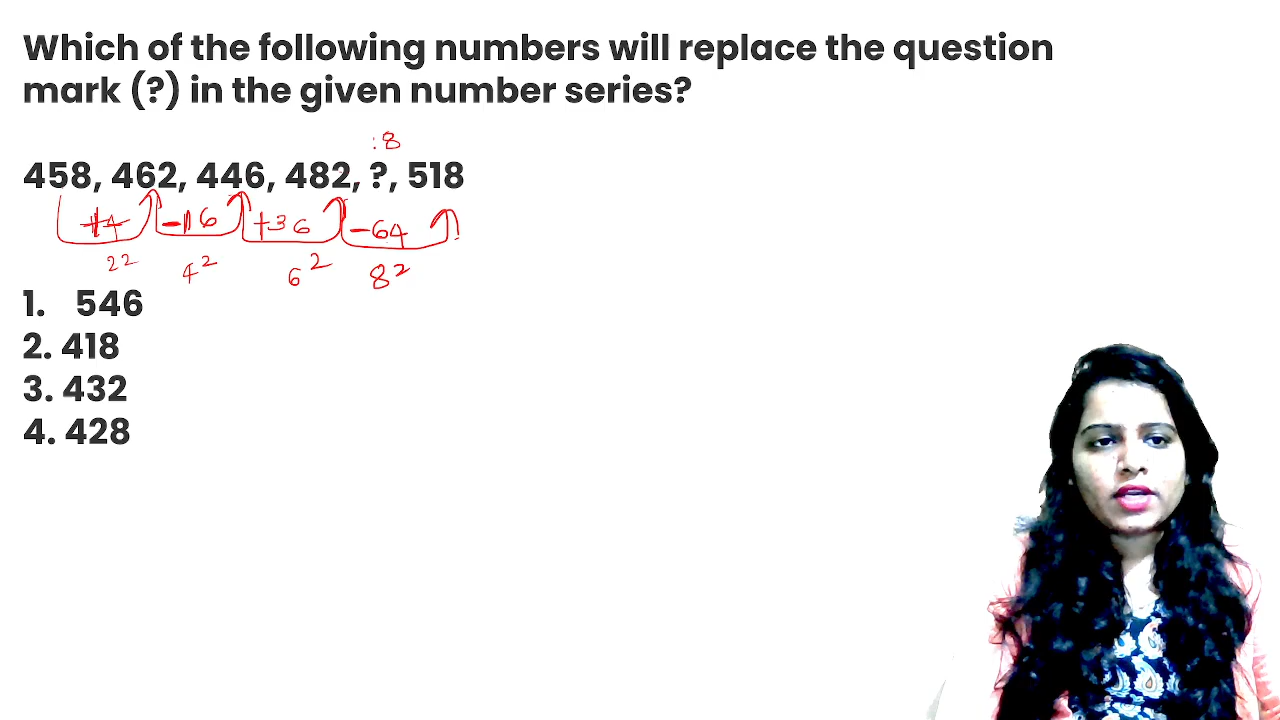 Which of the following numbers will replace the question
mark (?) in the given number series?
:8
458, 462, 446, 482, ?, 518
+4 -16 +36 -64
2² 4² 6² 8²
1. 546
2. 418
3. 432
4. 428